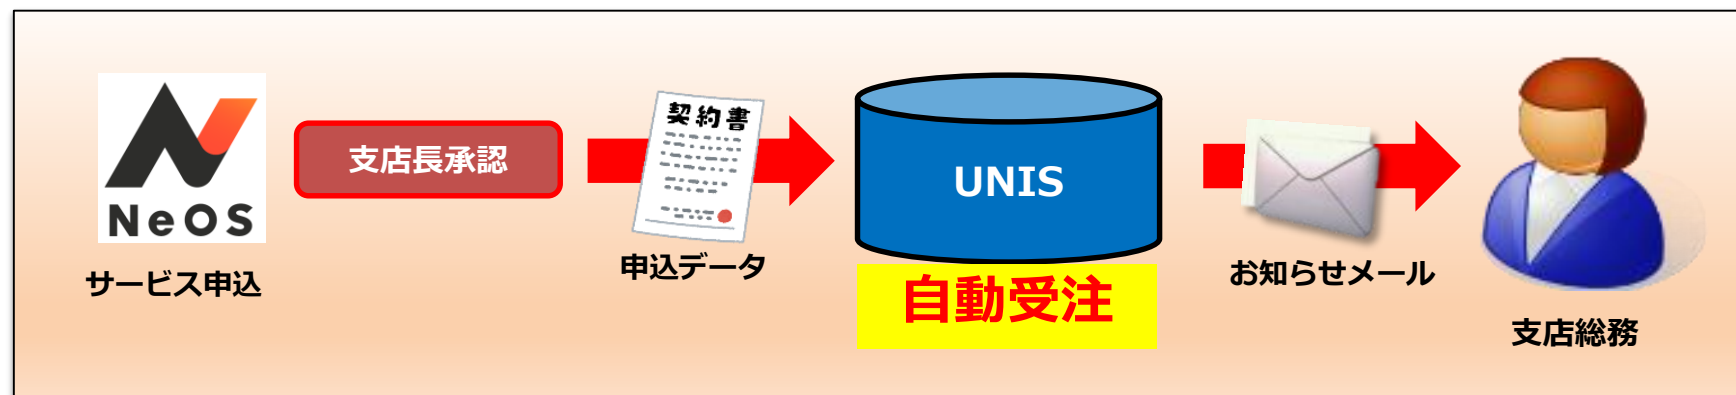 NeOS
サービス申込
支店長承認
契約書
申込データ
UNIS
自動受注
お知らせメール
支店総務